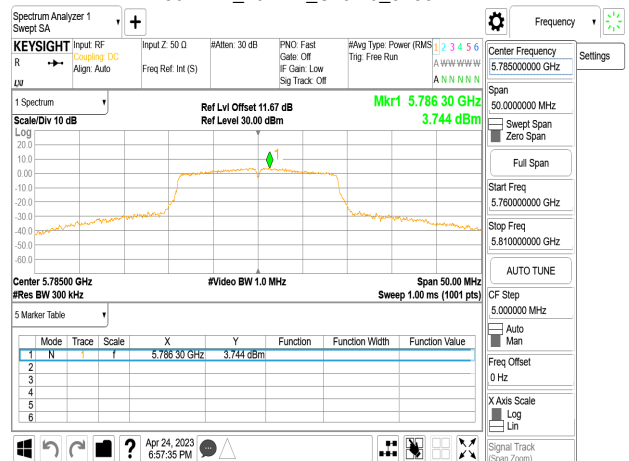 Spectrum Analyzer 1
Swept SA
Frequency
KEYSIGHT
R
Input: RF
Coupling: DC
Align: Auto
Input Z: 50 Ω
Freq Ref: Int (S)
#Atten: 30 dB
PNO: Fast
Gate: Off
IF Gain: Low
Sig Track: Off
#Avg Type: Power (RMS
Trig: Free Run
1 2 3 4 5 6
A W W W W W
A N N N N N
LXI
1 Spectrum
Scale/Div 10 dB
Ref Lvl Offset 11.67 dB
Ref Level 30.00 dBm
Mkr1 5.786 30 GHz
3.744 dBm
Log
20.0
10.0
0.00
-10.0
-20.0
-30.0
-40.0
-50.0
-60.0
1
Center 5.78500 GHz
#Res BW 300 kHz
#Video BW 1.0 MHz
Span 50.00 MHz
Sweep 1.00 ms (1001 pts)
5 Marker Table
Mode Trace Scale X Y Function Function Width Function Value
1 N 1 f 5.786 30 GHz 3.744 dBm
2
3
4
5
6
Apr 24, 2023
6:57:35 PM
Center Frequency
5.785000000 GHz
Settings
Span
50.0000000 MHz
Swept Span
Zero Span
Full Span
Start Freq
5.760000000 GHz
Stop Freq
5.810000000 GHz
AUTO TUNE
CF Step
5.000000 MHz
Auto
Man
Freq Offset
0 Hz
X Axis Scale
Log
Lin
Signal Track
(Span Zoom)